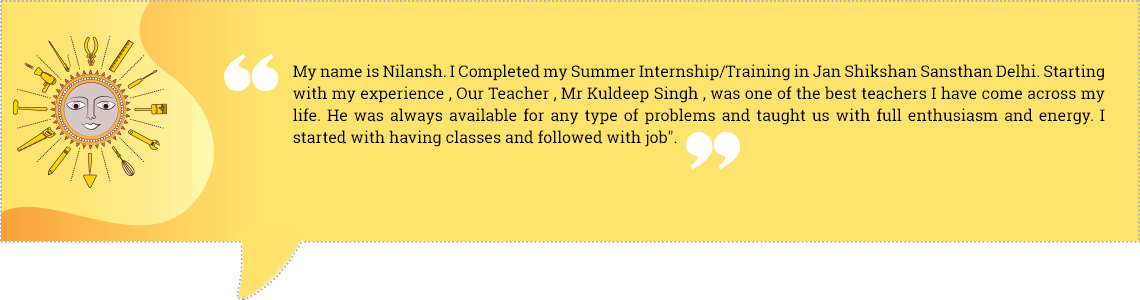 My name is Nilansh. I Completed my Summer Internship/Training in Jan Shikshan Sansthan Delhi. Starting
with my experience , Our Teacher , Mr Kuldeep Singh , was one of the best teachers I have come across my
life. He was always available for any type of problems and taught us with full enthusiasm and energy. I
started with having classes and followed with job".